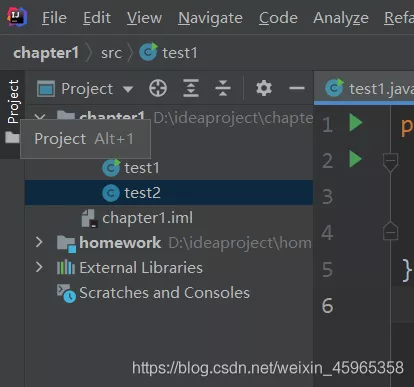 File Edit View Navigate Code Analyze Ref
chapter1 src test1
Project
Project
test1.java
chapter1 D:\ideaproject\chapte
Project Alt+1
test1
test2
chapter1.iml
homework D:\ideaproject\hom
External Libraries
Scratches and Consoles
1 p
2
3
4
5 }
6
https://blog.csdn.net/weixin_45965358